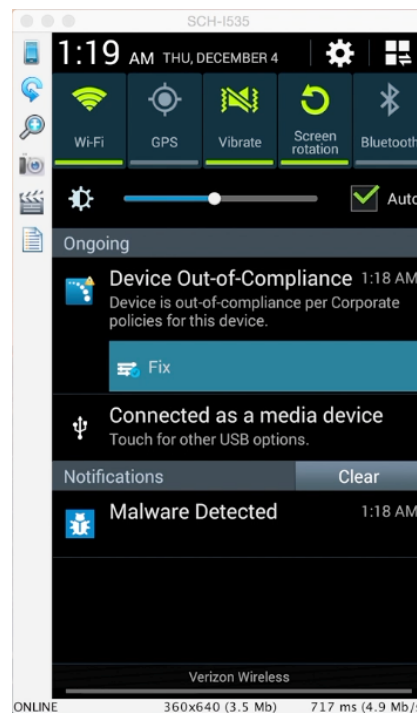 SCH-I535
1:19 AM THU, DECEMBER 4
Wi-Fi
GPS
Vibrate
Screen
rotation
Bluetooth
Auto
Ongoing
Device Out-of-Compliance 1:18 AM
Device is out-of-compliance per Corporate
policies for this device.
Fix
Connected as a media device
Touch for other USB options.
Notifications Clear
Malware Detected 1:18 AM
Verizon Wireless
ONLINE 360x640 (3.5 Mb) 717 ms (4.9 Mb/s